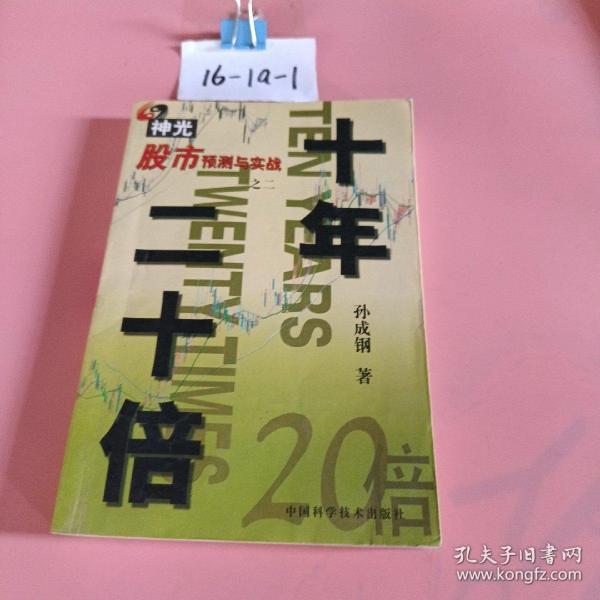 16-1a-1
神光
股市预测与实战
之二
十年
二十倍
TEN YEARS
TWENTY TIMES
孙成钢 著
20倍
中国科学技术出版社
孔夫子旧书网
www.kongfz.com